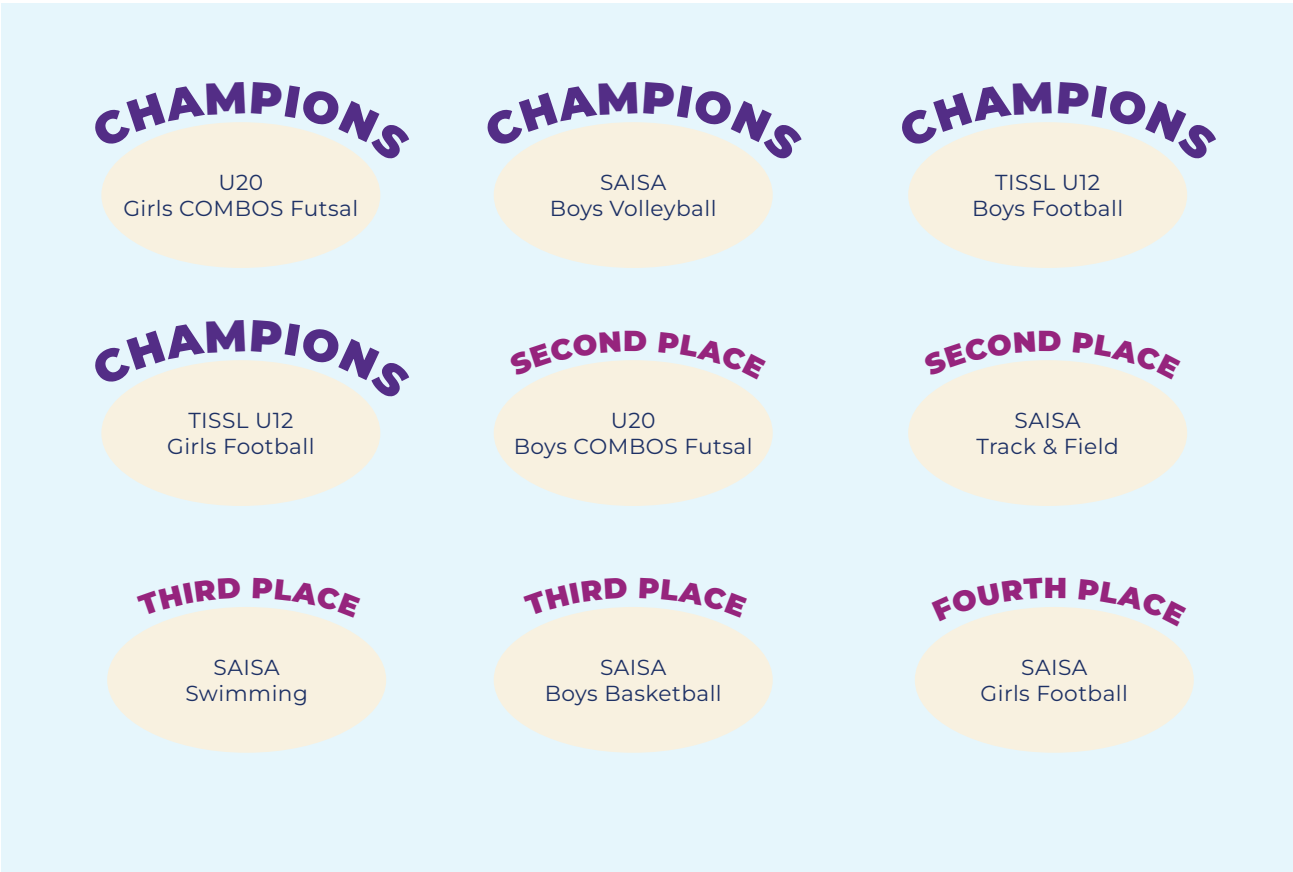 CHAMPIONS
U20
Girls COMBOS Futsal
CHAMPIONS
SAISA
Boys Volleyball
CHAMPIONS
TISSL U12
Boys Football
CHAMPIONS
TISSL U12
Girls Football
SECOND PLACE
U20
Boys COMBOS Futsal
SECOND PLACE
SAISA
Track & Field
THIRD PLACE
SAISA
Swimming
THIRD PLACE
SAISA
Boys Basketball
FOURTH PLACE
SAISA
Girls Football